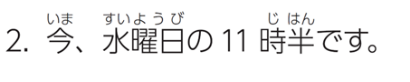 いま すいようび じ はん
2. 今、水曜日の 11 時半です。